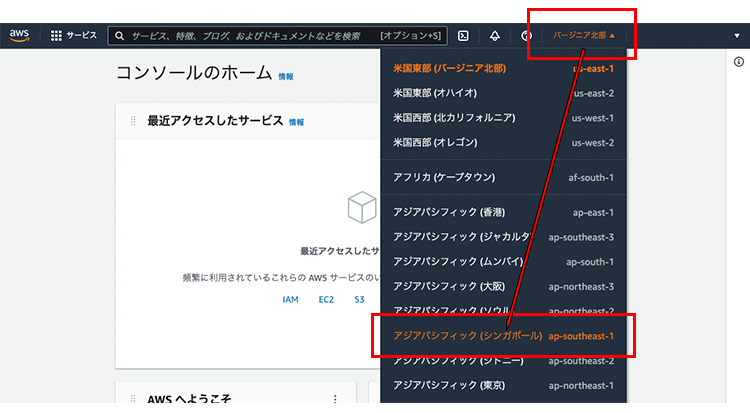 aws
サービス
サービス、特徴、ブログ、およびドキュメントなどを検索
[オプション+S]
バージニア北部
コンソールのホーム 情報
最近アクセスしたサービス 情報
最近アクセスしたサ
頻繁に利用されているこれらの AWS サービスのい
IAM EC2 S3
AWS へようこそ
米国東部 (バージニア北部) us-east-1
米国東部 (オハイオ) us-east-2
米国西部 (北カリフォルニア) us-west-1
米国西部 (オレゴン) us-west-2
アフリカ (ケープタウン) af-south-1
アジアパシフィック (香港) ap-east-1
アジアパシフィック (ジャカルタ) ap-southeast-3
アジアパシフィック (ムンバイ) ap-south-1
アジアパシフィック (大阪) ap-northeast-3
アジアパシフィック (ソウル) ap-northeast-2
アジアパシフィック (シンガポール) ap-southeast-1
アジアパシフィック (シドニー) ap-southeast-2
アジアパシフィック (東京) ap-northeast-1